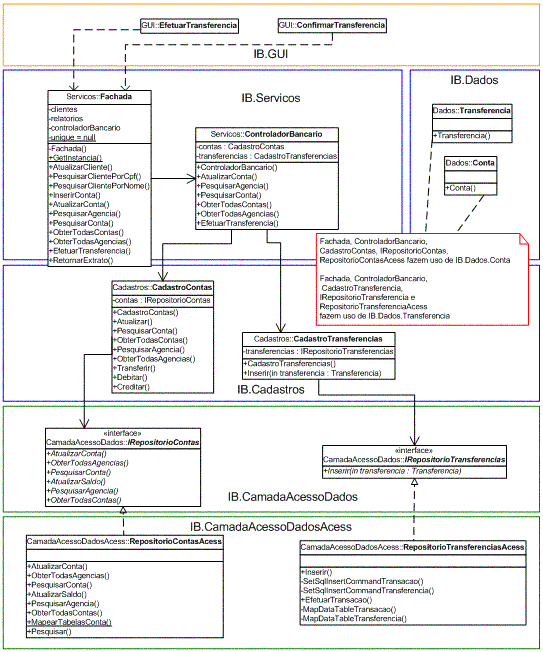 GUI::EfetuarTransferencia
GUI::ConfirmarTransferencia
IB.GUI
IB.Servicos
Services::Fachada
-clientes
-relatorios
-controladorBancario
-unique = null
-Fachada()
+GetInstancia()
+AtualizarCliente()
+PesquisarClientePorCpf()
+PesquisarClientePorNome()
+InserirConta()
+AtualizarConta()
+PesquisarAgencia()
+PesquisarConta()
+ObterTodasContas()
+ObterTodasAgencias()
+EfetuarTransferencia()
+RetornarExtrato()
Servicos::ControladorBancario
-contas : CadastroContas
-transferencias : CadastroTransferencias
+ControladorBancario()
+AtualizarConta()
+PesquisarAgencia()
+PesquisarConta()
+ObterTodasContas()
+ObterTodasAgencias()
+EfetuarTransferencia()
IB.Dados
Dados::Transferencia
+Transferencia()
Dados::Conta
+Conta()
Fachada, ControladorBancario,
CadastroContas, IRepositorioContas,
RepositorioContasAcess fazem uso de IB.Dados.Conta
Fachada, ControladorBancario,
CadastroTransferencia,
IRepositorioTransferencia e
RepositorioTransferenciaAcess
fazem uso de IB.Dados.Transferencia
Cadastros::CadastroContas
-contas : IRepositorioContas
+CadastroContas()
+Atualizar()
+PesquisarConta()
+ObterTodasContas()
+PesquisarAgencia()
+ObterTodasAgencias()
+Transferir()
+Debitar()
+Creditar()
Cadastros::CadastroTransferencias
-transferencias : IRepositorioTransferencias
+CadastroTransferencias()
+Inserir(in transferencia : Transferencia)
IB.Cadastros
«interface»
CamadaAcessoDados::IRepositorioContas
+AtualizarConta()
+ObterTodasAgencias()
+PesquisarConta()
+AtualizarSaldo()
+PesquisarAgencia()
+ObterTodasContas()
«interface»
CamadaAcessoDados::IRepositorioTransferencias
+Inserir(in transferencia : Transferencia)
IB.CamadaAcessoDados
IB.CamadaAcessoDadosAcess
CamadaAcessoDadosAcess::RepositorioContasAcess
+AtualizarConta()
+ObterTodasAgencias()
+PesquisarConta()
+AtualizarSaldo()
+PesquisarAgencia()
+ObterTodasContas()
+MapearTabelasConta()
+Pesquisar()
CamadaAcessoDadosAcess::RepositorioTransferenciasAcess
+Inserir()
-SetSqlInsertCommandTransacao()
-SetSqlInsertCommandTransferencia()
+EfetuarTransacao()
-MapDataTableTransacao()
-MapDataTableTransferencia()